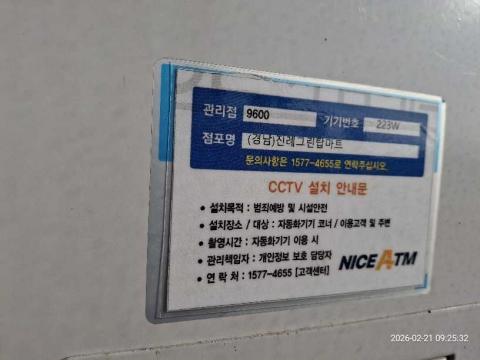 관리점 9600 기기번호 223W
점포명 (경남)진례그린탑마트
문의사항은 1577-4655로 연락주십시오.
CCTV 설치 안내문
• 설치목적 : 범죄예방 및 시설안전
• 설치장소 / 대상 : 자동화기기 코너 / 이용고객 및 주변
• 촬영시간 : 자동화기기 이용 시
• 관리책임자 : 개인정보 보호 담당자
• 연 락 처 : 1577-4655 [고객센터]
NICE ATM
2026-02-21 09:25:32